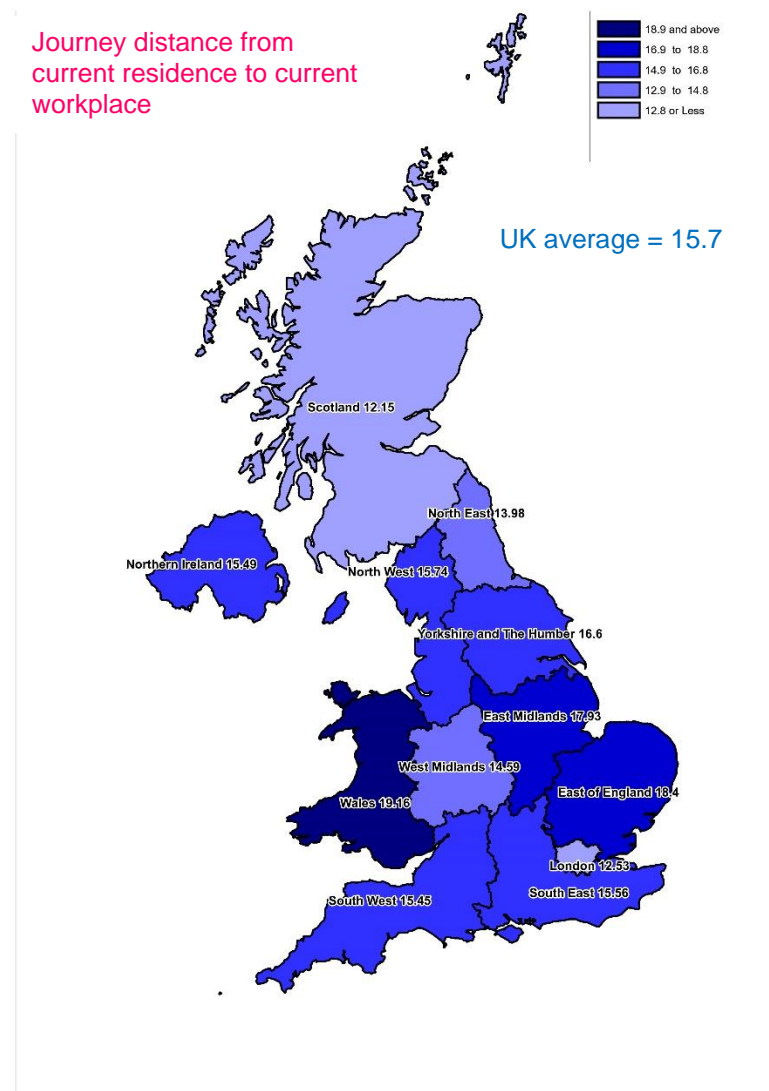 Journey distance from
current residence to current
workplace
18.9 and above
16.9 to 18.8
14.9 to 16.8
12.9 to 14.8
12.8 or Less
UK average = 15.7
Scotland 12.15
North East 13.98
Northern Ireland 15.49
North West 15.74
Yorkshire and The Humber 16.6
East Midlands 17.93
West Midlands 14.59
East of England 18.4
Wales 19.16
London 12.53
South East 15.56
South West 15.45